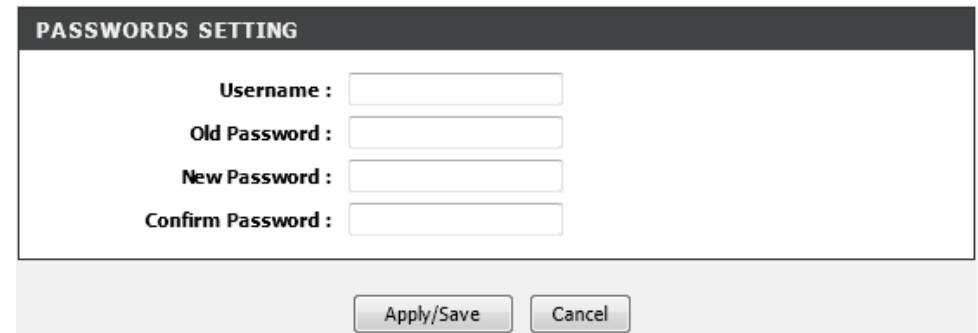 PASSWORDS SETTING
Username :
Old Password :
New Password :
Confirm Password :
Apply/Save Cancel